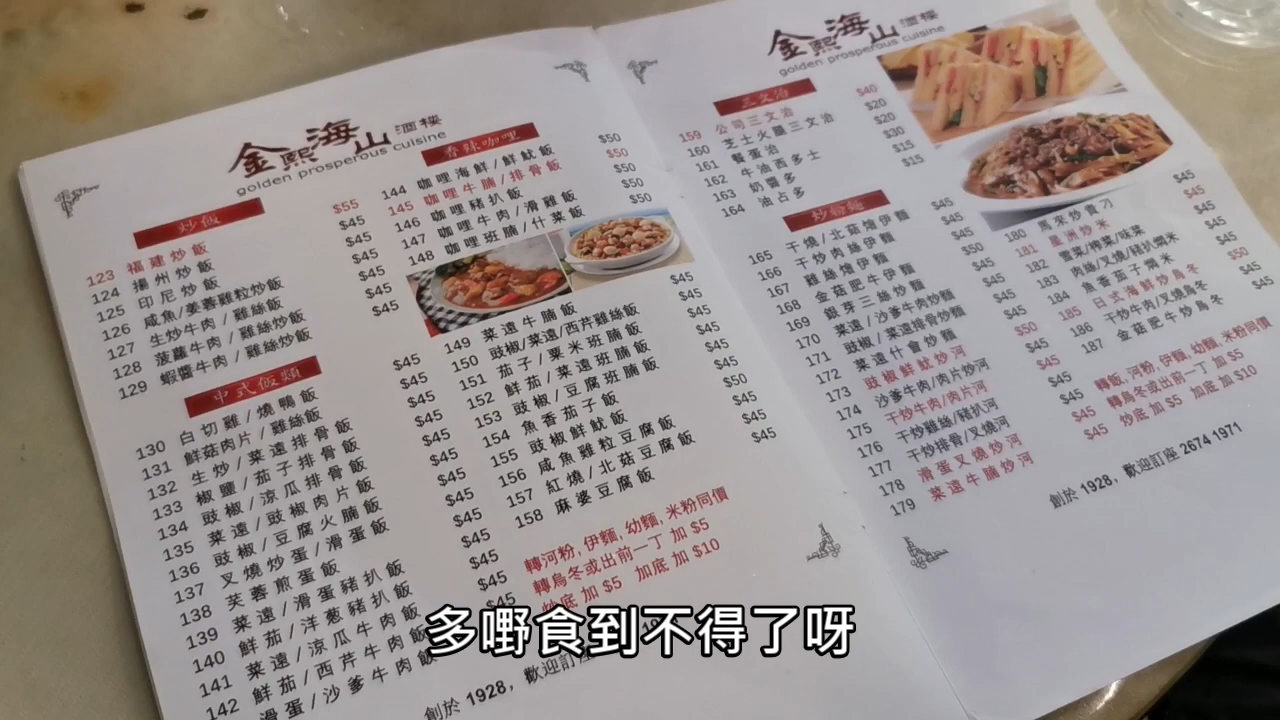 金熙海山酒樓
golden prosperous cuisine
炒飯
123 福建炒飯 $55
124 揚州炒飯 $45
125 印尼炒飯 $45
126 咸魚/姜蓉雞粒炒飯 $45
127 生炒牛肉/雞絲飯 $45
128 菠蘿牛肉/雞絲炒飯 $45
129 蝦醬牛肉/雞絲炒飯 $45
中式飯類
130 白切雞/燒鴨飯 $45
131 鮮菇肉片/雞絲飯 $45
132 生炒/菜遠排骨飯 $45
133 椒鹽/茄子排骨飯 $45
134 豉椒/涼瓜排骨飯 $45
135 菜遠/豉椒肉片飯 $45
136 豉椒/豆腐火腩飯 $45
137 叉燒炒蛋/滑蛋飯 $45
138 芙蓉煎蛋飯 $45
139 菜遠/滑蛋豬扒飯 $45
140 鮮茄/洋葱豬扒飯
141 菜遠/涼瓜牛肉飯
142 鮮茄/西芹牛肉飯
滑蛋/沙爹牛肉飯
香辣咖喱
144 咖喱海鮮/鮮魷飯 $50
145 咖喱牛腩/排骨飯 $50
146 咖喱豬扒飯 $50
147 咖喱牛肉/滑雞飯 $50
148 咖喱班腩/什菜飯 $50
149 菜遠牛腩飯 $45
150 豉椒/菜遠/西芹雞絲飯 $45
151 茄子/粟米班腩飯 $45
152 鮮茄/菜遠班腩飯 $45
153 豉椒/豆腐班腩飯 $45
154 魚香茄子飯 $45
155 豉椒鮮魷飯 $50
156 咸魚雞粒豆腐飯 $45
157 紅燒/北菇豆腐飯 $45
158 麻婆豆腐飯 $45
轉河粉,伊麵,幼麵,米粉同價
轉烏冬或出前一丁 加 $5
炒底 加 $5 加底 加 $10
創於 1928, 歡迎訂座
金熙海山酒樓
golden prosperous cuisine
三文治
159 公司三文治 $40
160 芝士火腿三文治 $20
161 餐蛋治 $20
162 牛油西多士 $30
163 奶醬多 $15
164 油占多 $15
炒粉麵
165 干燒/北菇燴伊麵 $45
166 干炒肉絲伊麵 $45
167 雞絲燴伊麵 $45
168 金菇肥牛伊麵 $50
169 銀芽三絲炒麵 $45
170 菜遠/沙爹牛肉炒麵 $45
171 豉椒/菜遠排骨炒麵 $45
172 菜遠什會炒麵 $45
173 豉椒鮮魷炒河 $50
174 沙爹牛肉/肉片炒河 $45
175 干炒牛肉/肉片河 $45
176 干炒雞絲/豬扒河 $45
177 干炒排骨/叉燒河 $45
178 滑蛋叉燒炒河 $45
179 菜遠牛腩炒河 $45
180 馬來炒貴刁 $45
181 星洲炒米 $45
182 雪菜/榨菜/味菜 $45
183 肉絲/叉燒/豬扒燜米
184 魚香茄子燜米 $45
185 日式海鮮炒烏冬 $50
186 干炒牛肉/叉燒烏冬 $45
187 金菇肥牛炒烏冬 $45
轉飯,河粉,伊麵,幼麵,米粉同價
轉烏冬或出前一丁 加 $5
炒底 加 $5 加底 加 $10
創於 1928, 歡迎訂座 2674 1971
多嘢食到不得了呀